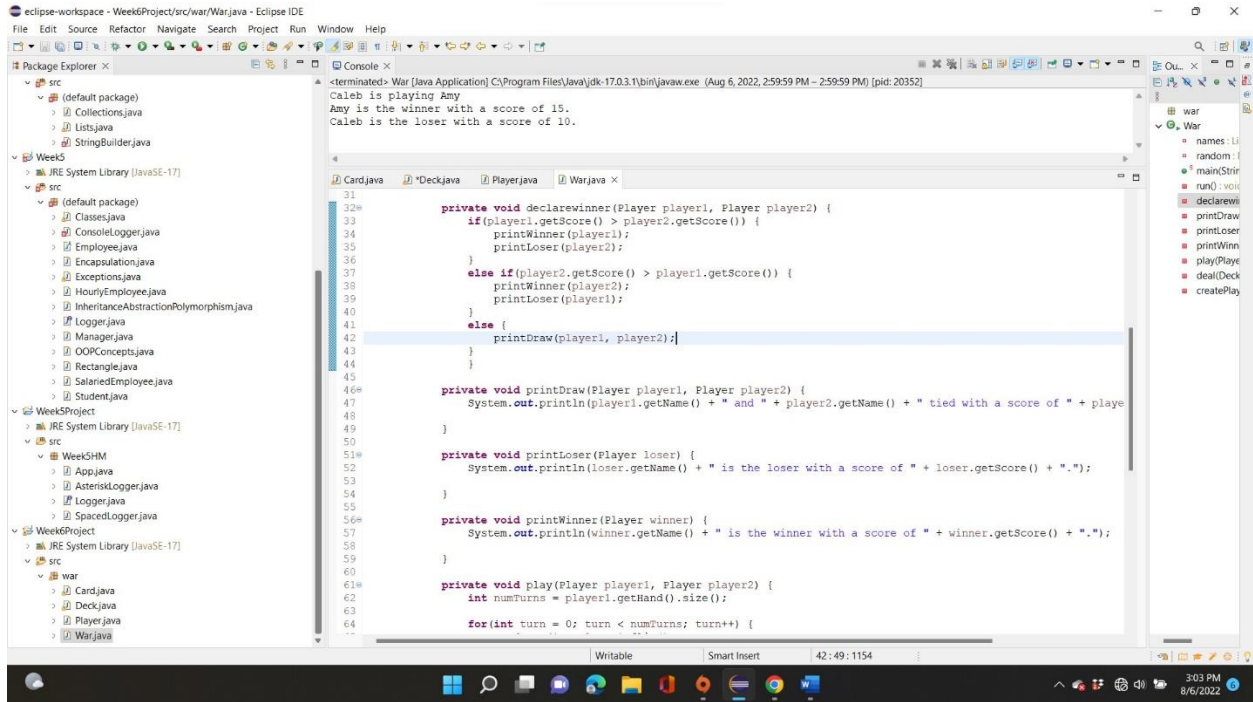 eclipse-workspace - Week6Project/src/war/War.java - Eclipse IDE
File Edit Source Refactor Navigate Search Project Run Window Help
Package Explorer
src
(default package)
Collections.java
Lists.java
StringBuilder.java
Week5
JRE System Library [JavaSE-17]
src
(default package)
Classes.java
ConsoleLogger.java
Employee.java
Encapsulation.java
Exceptions.java
HourlyEmployee.java
InheritanceAbstractionPolymorphism.java
Logger.java
Manager.java
OOPConcepts.java
Rectangle.java
SalariedEmployee.java
Student.java
Week5Project
JRE System Library [JavaSE-17]
src
Week5HM
App.java
AsteriskLogger.java
Logger.java
SpacedLogger.java
Week6Project
JRE System Library [JavaSE-17]
src
war
Card.java
Deck.java
Player.java
War.java
Console
<terminated> War [Java Application] C:\Program Files\Java\jdk-17.0.3.1\bin\javaw.exe (Aug 6, 2022, 2:59:59 PM – 2:59:59 PM) [pid: 20352]
Caleb is playing Amy
Amy is the winner with a score of 15.
Caleb is the loser with a score of 10.
Card.java *Deck.java Player.java War.java
31
32 private void declarewinner(Player player1, Player player2) {
33 if(player1.getScore() > player2.getScore()) {
34 printWinner(player1);
35 printLoser(player2);
36 }
37 else if(player2.getScore() > player1.getScore()) {
38 printWinner(player2);
39 printLoser(player1);
40 }
41 else {
42 printDraw(player1, player2);
43 }
44 }
45
46 private void printDraw(Player player1, Player player2) {
47 System.out.println(player1.getName() + " and " + player2.getName() + " tied with a score of " + playe
48
49 }
50
51 private void printLoser(Player loser) {
52 System.out.println(loser.getName() + " is the loser with a score of " + loser.getScore() + ".");
53
54 }
55
56 private void printWinner(Player winner) {
57 System.out.println(winner.getName() + " is the winner with a score of " + winner.getScore() + ".");
58
59 }
60
61 private void play(Player player1, Player player2) {
62 int numTurns = player1.getHand().size();
63
64 for(int turn = 0; turn < numTurns; turn++) {
Ou...
war
War
names : Li
random :
main(Strin
run() : voic
declarewi
printDraw
printLoser
printWinn
play(Playe
deal(Deck
createPlay
Writable Smart Insert 42 : 49 : 1154
3:03 PM
8/6/2022
6